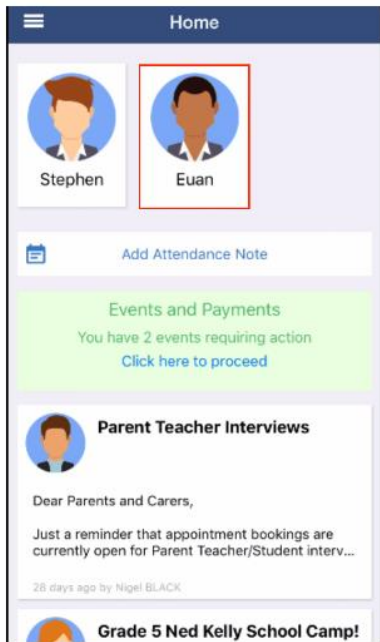 Home
Stephen
Euan
Add Attendance Note
Events and Payments
You have 2 events requiring action
Click here to proceed
Parent Teacher Interviews
Dear Parents and Carers,
Just a reminder that appointment bookings are
currently open for Parent Teacher/Student interv...
28 days ago by Nigel BLACK
Grade 5 Ned Kelly School Camp!